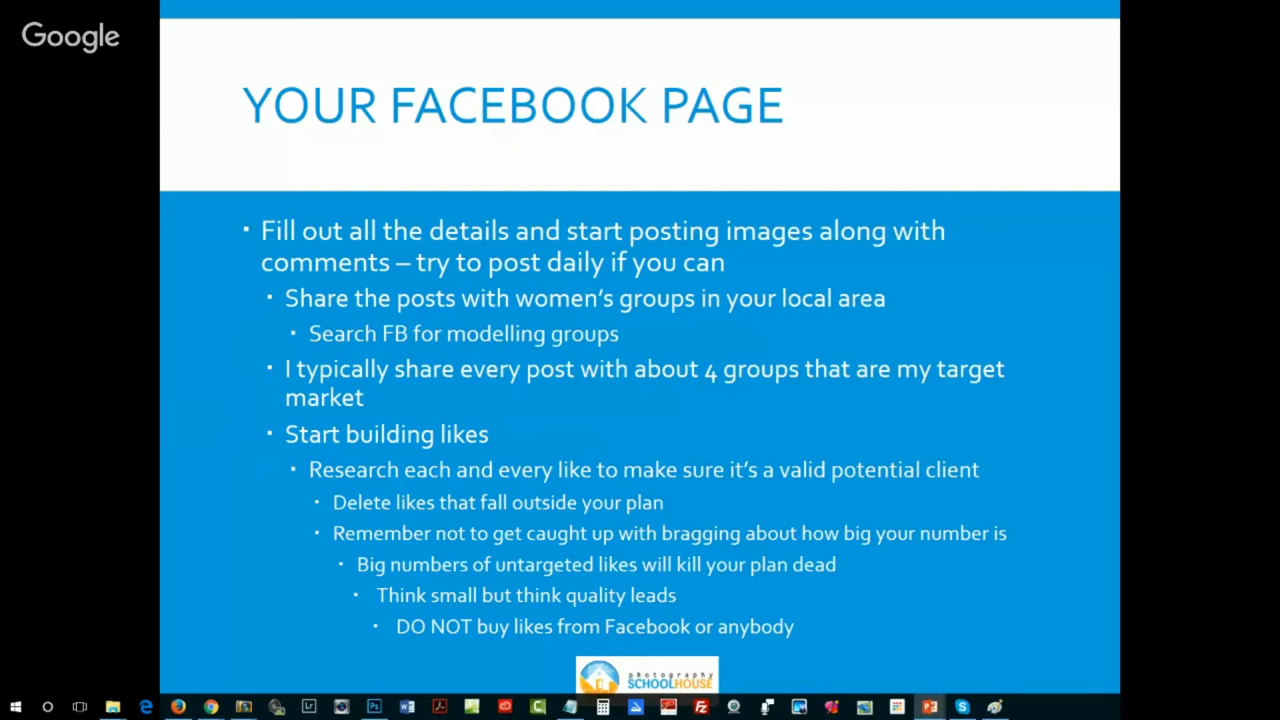 Google
YOUR FACEBOOK PAGE
Fill out all the details and start posting images along with
comments – try to post daily if you can
Share the posts with women's groups in your local area
Search FB for modelling groups
I typically share every post with about 4 groups that are my target
market
Start building likes
Research each and every like to make sure it's a valid potential client
Delete likes that fall outside your plan
Remember not to get caught up with bragging about how big your number is
Big numbers of untargeted likes will kill your plan dead
Think small but think quality leads
DO NOT buy likes from Facebook or anybody
photography
SCHOOLHOUSE
Lr
Ps